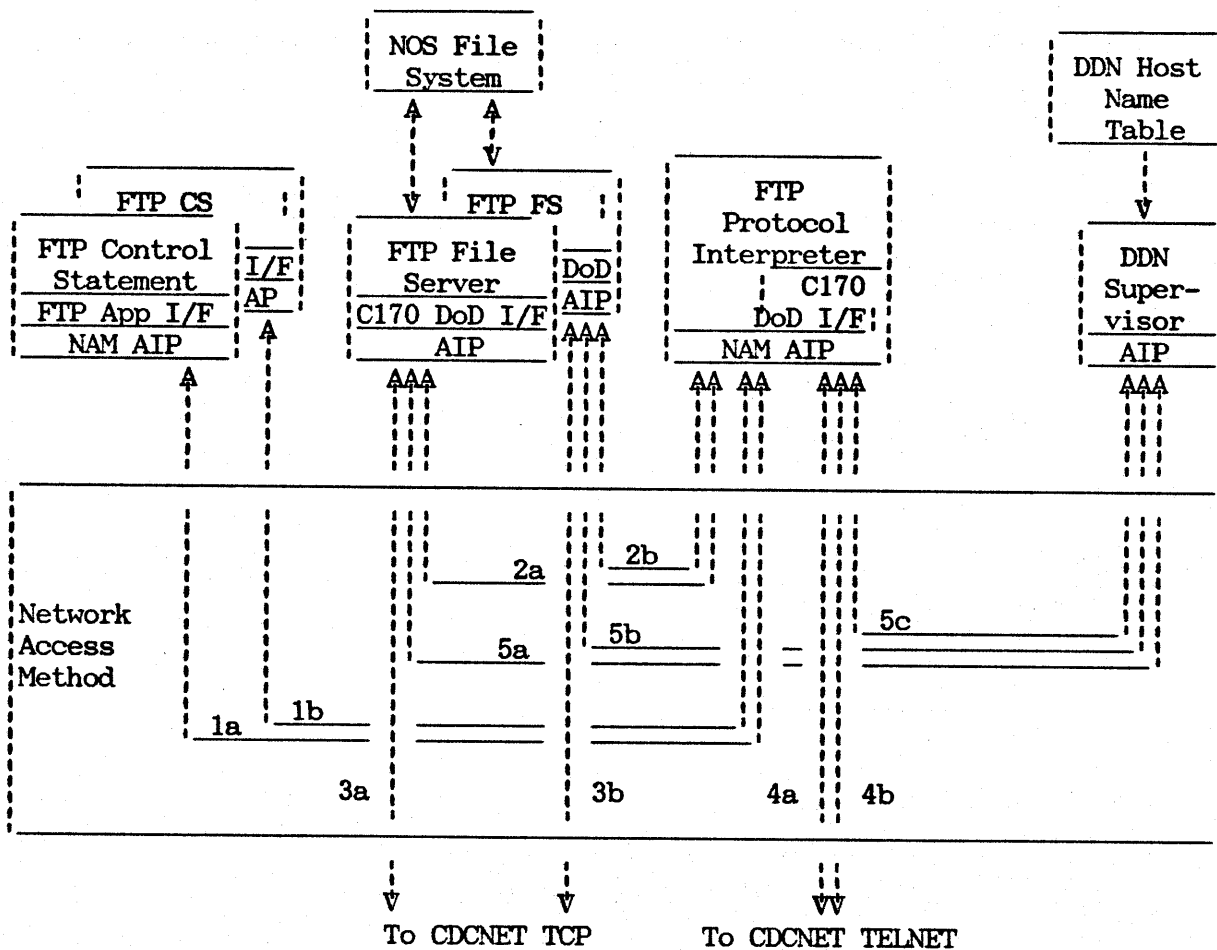 NOS File
System
DDN Host
Name
Table
FTP CS
FTP FS
FTP
Protocol
Interpreter
C170
DoD I/F
NAM AIP
FTP Control
Statement
FTP App I/F
NAM AIP
I/F
AP
FTP File
Server
C170 DoD I/F
AIP
DoD
AIP
DDN
Super-
visor
AIP
Network
Access
Method
2b
2a
5c
5b
5a
1b
1a
3a
3b
4a
4b
To CDCNET TCP
To CDCNET TELNET